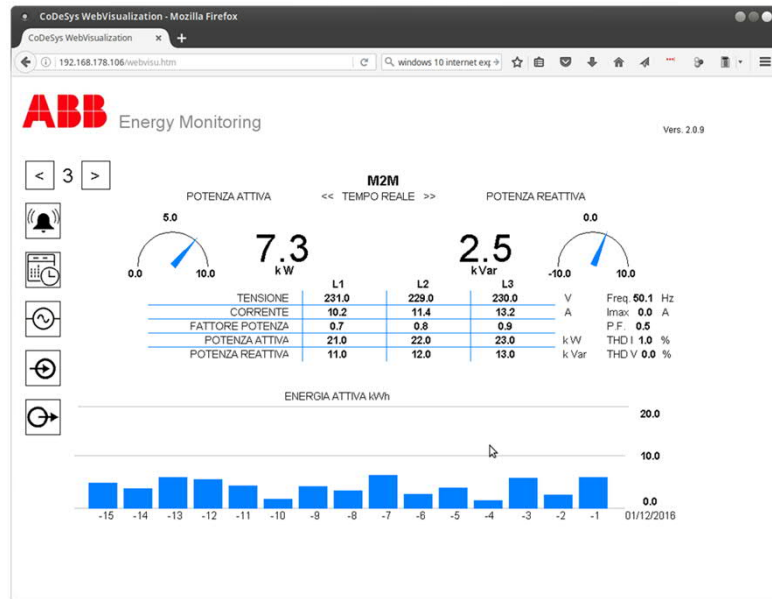 CoDeSys WebVisualization - Mozilla Firefox
CoDeSys WebVisualization × +
192.168.178.106/webvisu.htm
windows 10 internet exp
ABB Energy Monitoring
Vers. 2.0.9
< 3 >
M2M
POTENZA ATTIVA << TEMPO REALE >> POTENZA REATTIVA
5.0 0.0
7.3 2.5
kW kVar
0.0 10.0 -10.0 10.0
L1 L2 L3
TENSIONE 231.0 229.0 230.0 V Freq. 50.1 Hz
CORRENTE 10.2 11.4 13.2 A Imax 0.0 A
FATTORE POTENZA 0.7 0.8 0.9 P.F. 0.5
POTENZA ATTIVA 21.0 22.0 23.0 kW THD I 1.0 %
POTENZA REATTIVA 11.0 12.0 13.0 k Var THD V 0.0 %
ENERGIA ATTIVA kWh
20.0
10.0
0.0
-15 -14 -13 -12 -11 -10 -9 -8 -7 -6 -5 -4 -3 -2 -1 01/12/2016